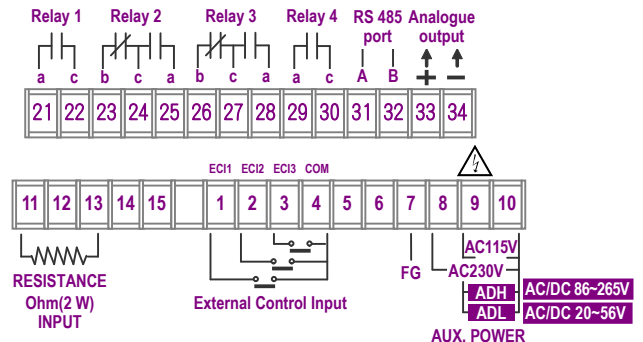 Relay 1 Relay 2 Relay 3 Relay 4 RS 485 port Analogue output
a c b c a b c a a c A B + −
21 22 23 24 25 26 27 28 29 30 31 32 33 34
ECI1 ECI2 ECI3 COM
11 12 13 14 15 1 2 3 4 5 6 7 8 9 10
RESISTANCE
Ohm(2 W)
INPUT
External Control Input
FG
AC115V
AC230V
ADH AC/DC 86~265V
ADL AC/DC 20~56V
AUX. POWER